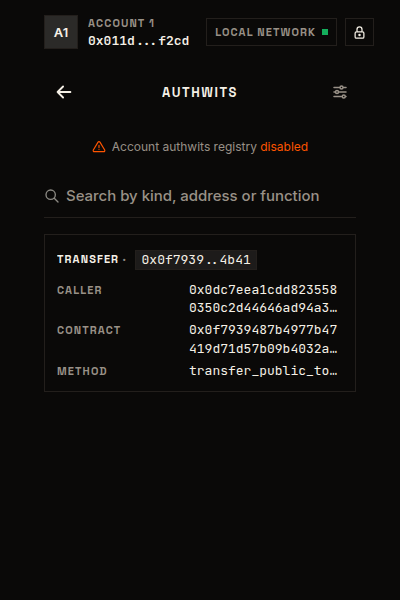 A1
ACCOUNT 1
0x011d...f2cd
LOCAL NETWORK
AUTHWITS
Account authwits registry disabled
Search by kind, address or function
TRANSFER · 0x0f7939..4b41
CALLER 0x0dc7eea1cdd823558
0350c2d44646ad94a3…
CONTRACT 0x0f7939487b4977b47
419d71d57b09b4032a…
METHOD transfer_public_to…